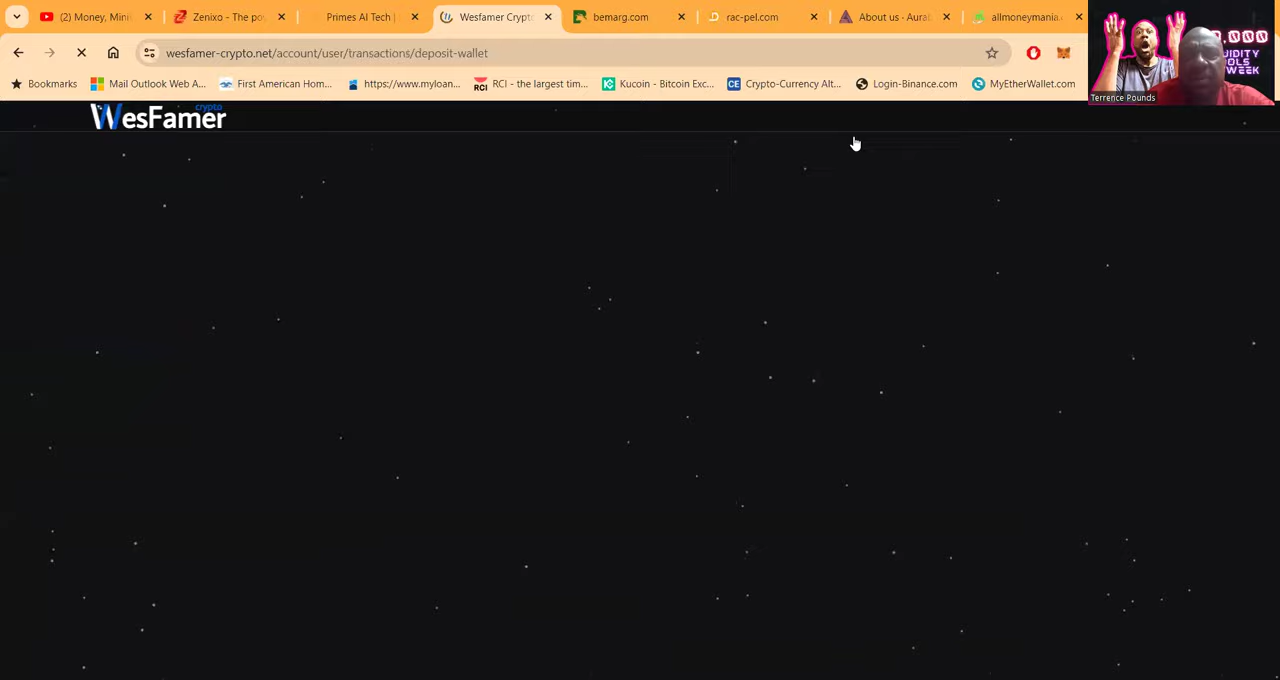 (2) Money, Mini
Zenixo - The po
Primes AI Tech |
Wesfamer Crypto
bemarg.com
rac-pel.com
About us - Aura
allmoneymania.
wesfamer-crypto.net/account/user/transactions/deposit-wallet
Bookmarks
Mail Outlook Web A...
First American Hom...
https://www.myloan...
RCI - the largest tim...
Kucoin - Bitcoin Exc...
Crypto-Currency Alt...
Login-Binance.com
MyEtherWallet.com
crypto
WesFamer
Terrence Pounds
WEEK